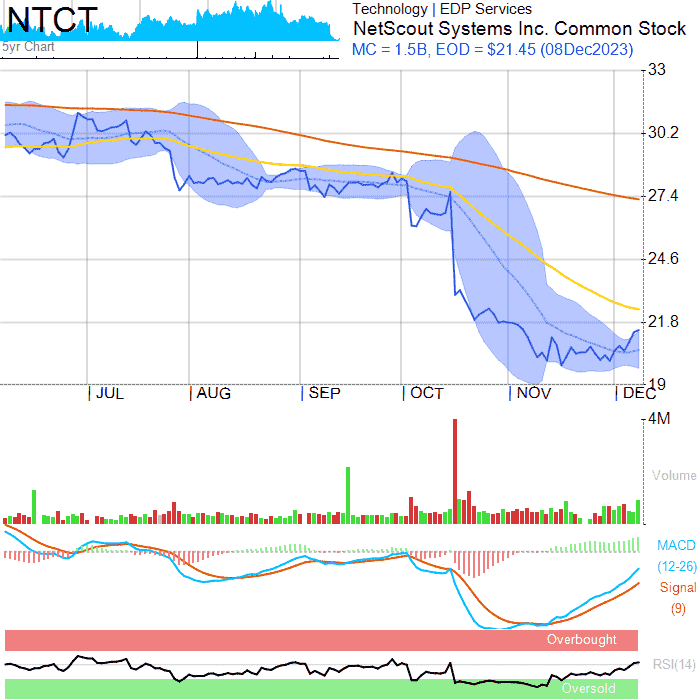 NTCT
5yr Chart
Technology | EDP Services
NetScout Systems Inc. Common Stock
MC = 1.5B, EOD = $21.45 (08Dec2023)
33
30.2
27.4
24.6
21.8
19
JUL AUG SEP OCT NOV DEC
4M
Volume
MACD
(12-26)
Signal
(9)
Overbought
RSI(14)
Oversold